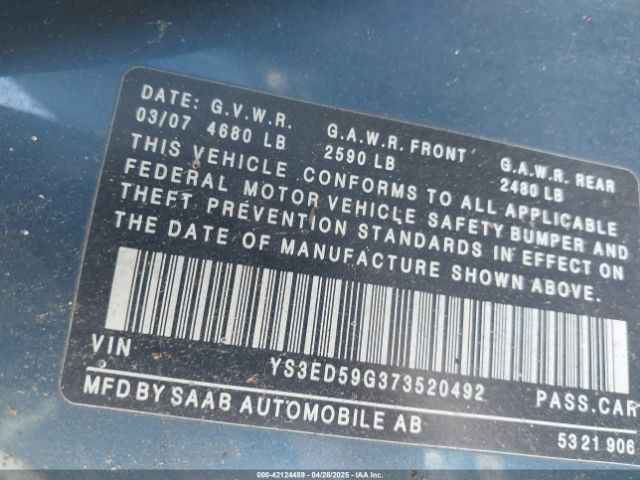 DATE: G.V.W.R.
03/07 4680 LB
G.A.W.R. FRONT
2590 LB
G.A.W.R. REAR
2480 LB
THIS VEHICLE CONFORMS TO ALL APPLICABLE
FEDERAL MOTOR VEHICLE SAFETY BUMPER AND
THEFT PREVENTION STANDARDS IN EFFECT ON
THE DATE OF MANUFACTURE SHOWN ABOVE.
VIN YS3ED59G373520492 PASS.CAR
MFD BY SAAB AUTOMOBILE AB
5321906
000-42124489 - 04/28/2025 - IAA Inc.